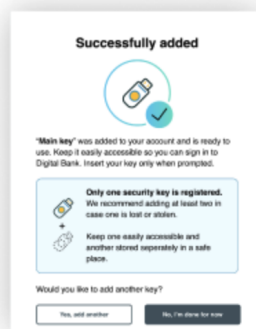 Successfully added
"Main key" was added to your account and is ready to
use. Keep it easily accessible so you can sign in to
Digital Bank. Insert your key only when prompted.
Only one security key is registered.
We recommend adding at least two in
case one is lost or stolen.
+
Keep one easily accessible and
another stored seperately in a safe
place.
Would you like to add another key?
Yes, add another
No, I'm done for now